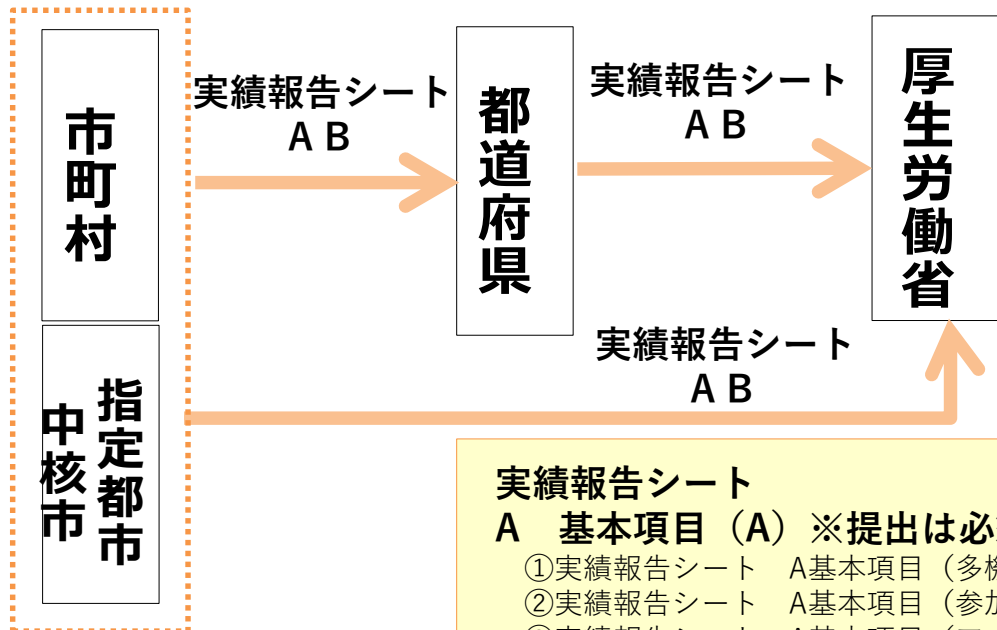 市町村
実績報告シート
A B
都道府県
実績報告シート
A B
厚生労働省
指定都市
中核市
実績報告シート
A B
実績報告シート
A　基本項目（A）※提出は必
①実績報告シート　A基本項目（多機
②実績報告シート　A基本項目（参加